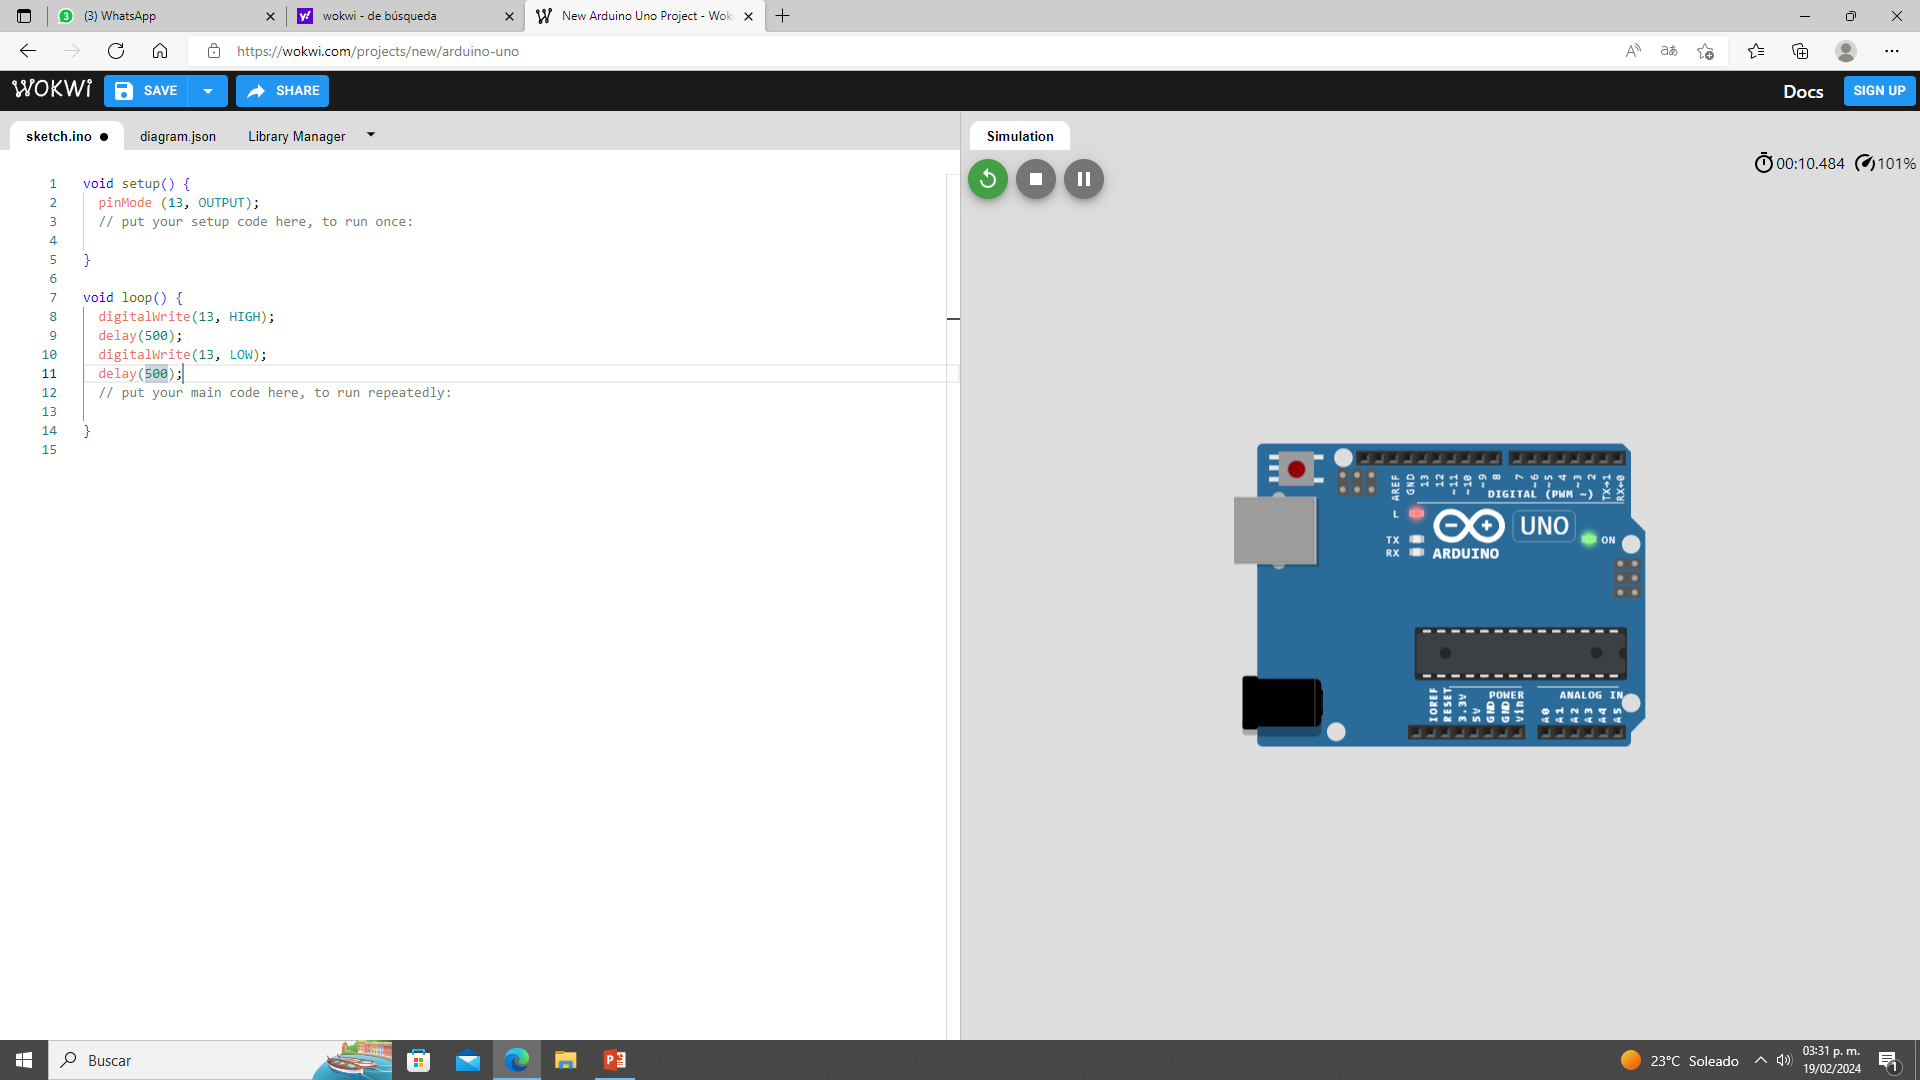 (3) WhatsApp
wokwi - de búsqueda
New Arduino Uno Project - Wok
https://wokwi.com/projects/new/arduino-uno
WOKWi
SAVE
SHARE
Docs
SIGN UP
sketch.ino
diagram.json
Library Manager
Simulation
00:10.484
101%
1 void setup() {
2 pinMode (13, OUTPUT);
3 // put your setup code here, to run once:
4
5 }
6
7 void loop() {
8 digitalWrite(13, HIGH);
9 delay(500);
10 digitalWrite(13, LOW);
11 delay(500);
12 // put your main code here, to run repeatedly:
13
14 }
15
AREF
GND
13
12
~11
~10
~9
8
7
~6
~5
4
~3
2
TX→1
RX←0
DIGITAL (PWM ~)
L
TX
RX
ARDUINO
UNO
ON
IOREF
RESET
3.3V
5V
GND
GND
Vin
POWER
ANALOG IN
A0
A1
A2
A3
A4
A5
Buscar
23°C Soleado
03:31 p. m.
19/02/2024
1